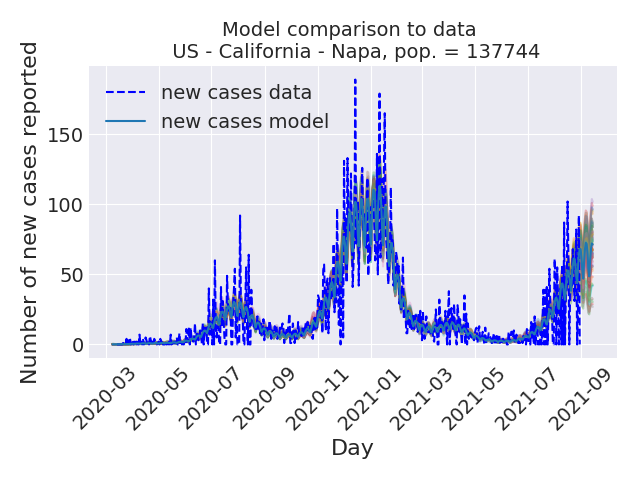 Model comparison to data
US - California - Napa, pop. = 137744
Number of new cases reported
150
100
50
0
new cases data
new cases model
2020-03
2020-05
2020-07
2020-09
2020-11
2021-01
2021-03
2021-05
2021-07
2021-09
Day